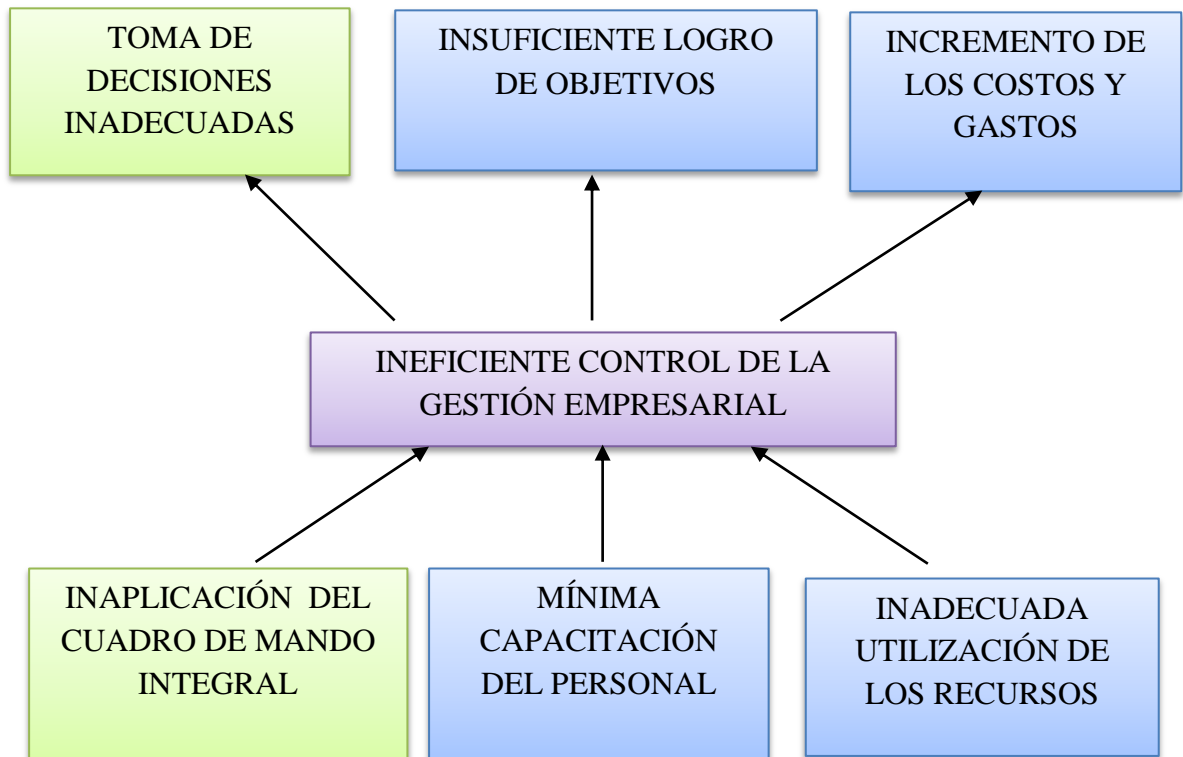 TOMA DE
DECISIONES
INADECUADAS
INSUFICIENTE LOGRO
DE OBJETIVOS
INCREMENTO DE
LOS COSTOS Y
GASTOS
INEFICIENTE CONTROL DE LA
GESTIÓN EMPRESARIAL
INAPLICACIÓN DEL
CUADRO DE MANDO
INTEGRAL
MÍNIMA
CAPACITACIÓN
DEL PERSONAL
INADECUADA
UTILIZACIÓN DE
LOS RECURSOS